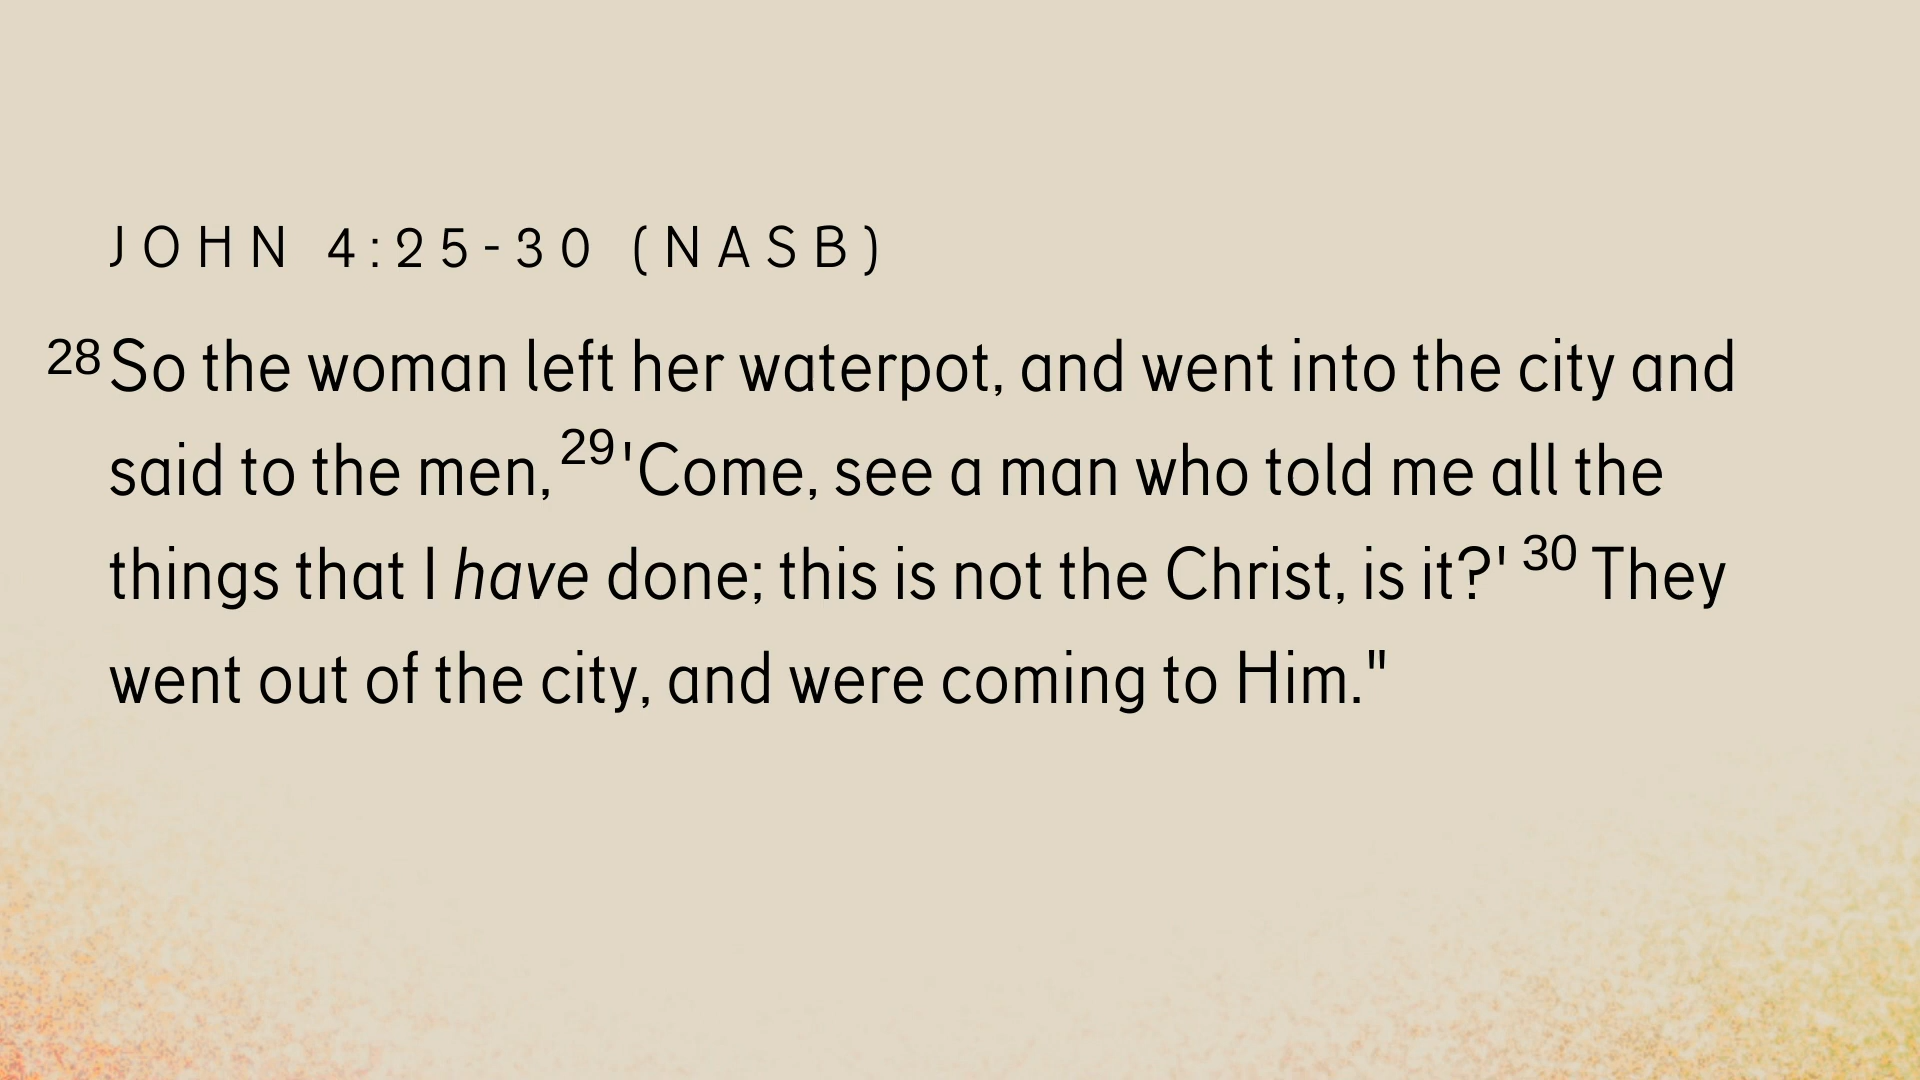 JOHN 4:25-30 (NASB)
28 So the woman left her waterpot, and went into the city and
said to the men, 29 'Come, see a man who told me all the
things that I have done; this is not the Christ, is it?' 30 They
went out of the city, and were coming to Him."